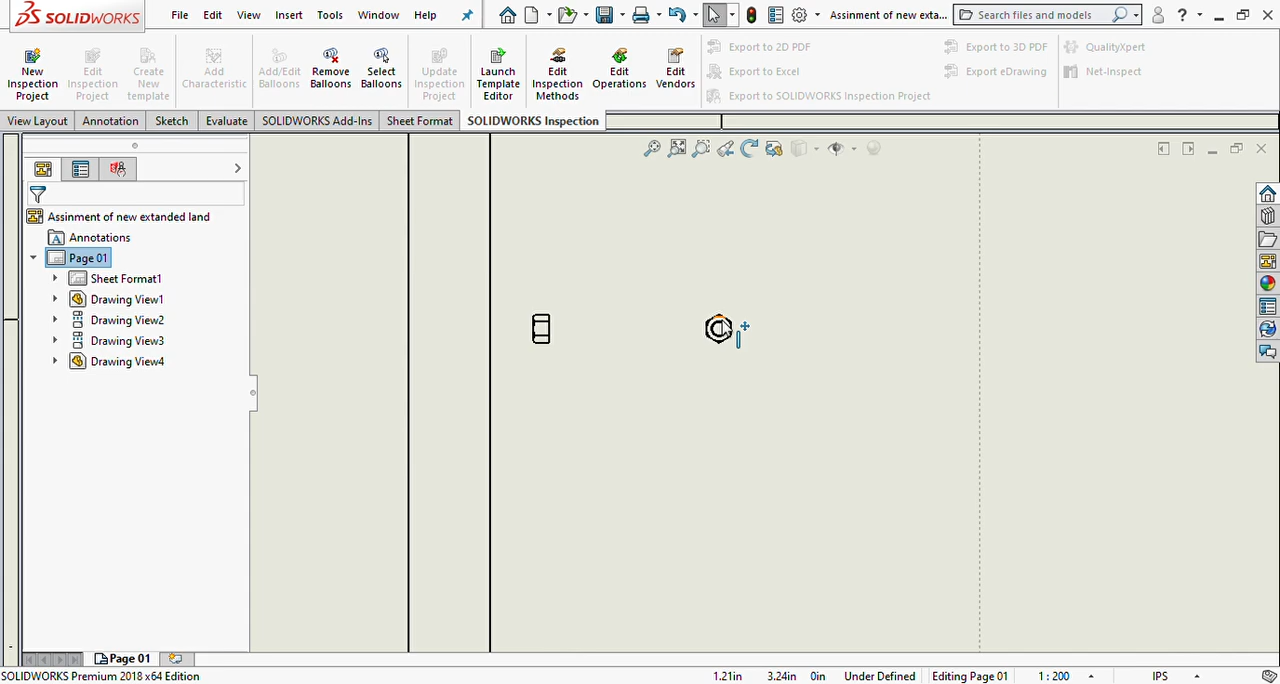 SOLIDWORKS File Edit View Insert Tools Window Help Assinment of new exta... Search files and models ?
New Inspection Project
Edit Inspection Project
Create New template
Add Characteristic
Add/Edit Balloons
Remove Balloons
Select Balloons
Update Inspection Project
Launch Template Editor
Edit Inspection Methods
Edit Operations
Edit Vendors
Export to 2D PDF
Export to Excel
Export to SOLIDWORKS Inspection Project
Export to 3D PDF
Export eDrawing
QualityXpert
Net-Inspect
View Layout Annotation Sketch Evaluate SOLIDWORKS Add-Ins Sheet Format SOLIDWORKS Inspection
Assinment of new extanded land
A Annotations
Page 01
Sheet Format1
Drawing View1
Drawing View2
Drawing View3
Drawing View4
Page 01
SOLIDWORKS Premium 2018 x64 Edition 1.21in 3.24in 0in Under Defined Editing Page 01 1 : 200 IPS